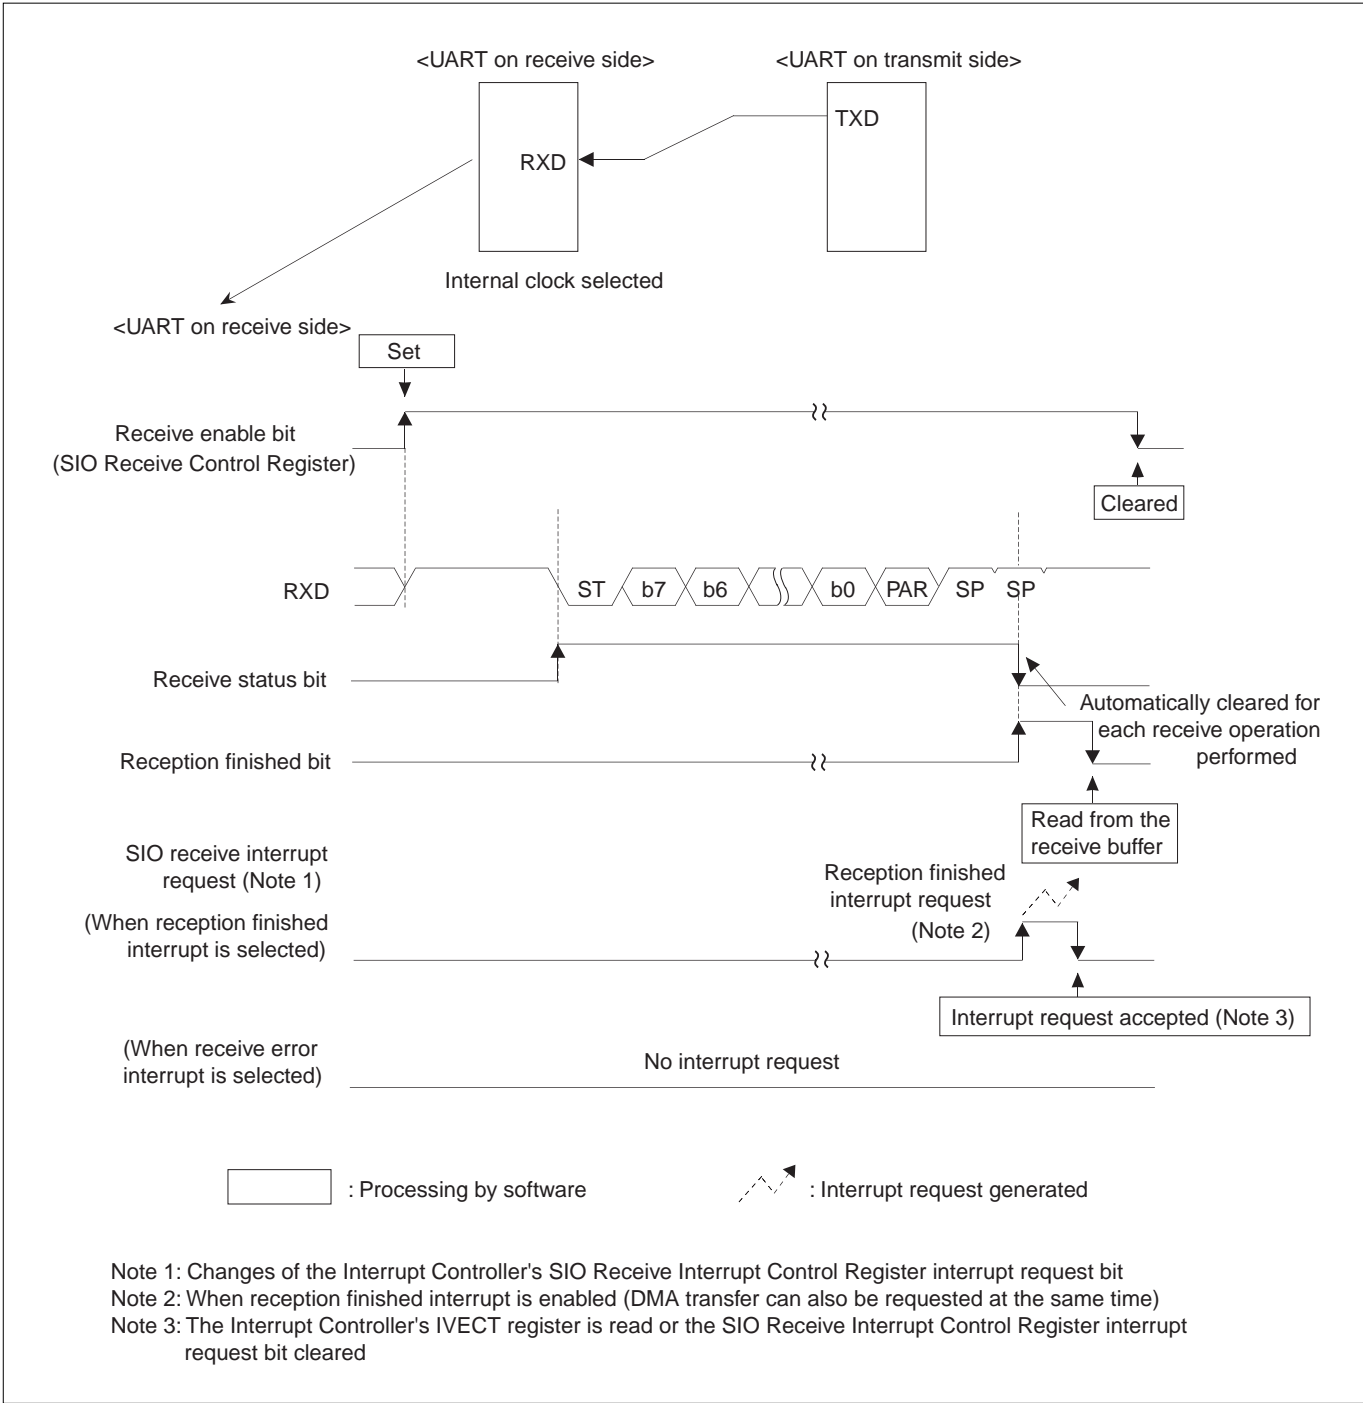 <UART on receive side>
<UART on transmit side>
TXD
RXD
Internal clock selected
<UART on receive side>
Set
Receive enable bit
(SIO Receive Control Register)
Cleared
RXD
ST b7 b6 b0 PAR SP SP
Receive status bit
Automatically cleared for
each receive operation
performed
Reception finished bit
Read from the
receive buffer
SIO receive interrupt
request (Note 1)
Reception finished
interrupt request
(Note 2)
(When reception finished
interrupt is selected)
Interrupt request accepted (Note 3)
(When receive error
interrupt is selected)
No interrupt request
: Processing by software
: Interrupt request generated
Note 1: Changes of the Interrupt Controller's SIO Receive Interrupt Control Register interrupt request bit
Note 2: When reception finished interrupt is enabled (DMA transfer can also be requested at the same time)
Note 3: The Interrupt Controller's IVECT register is read or the SIO Receive Interrupt Control Register interrupt
request bit cleared